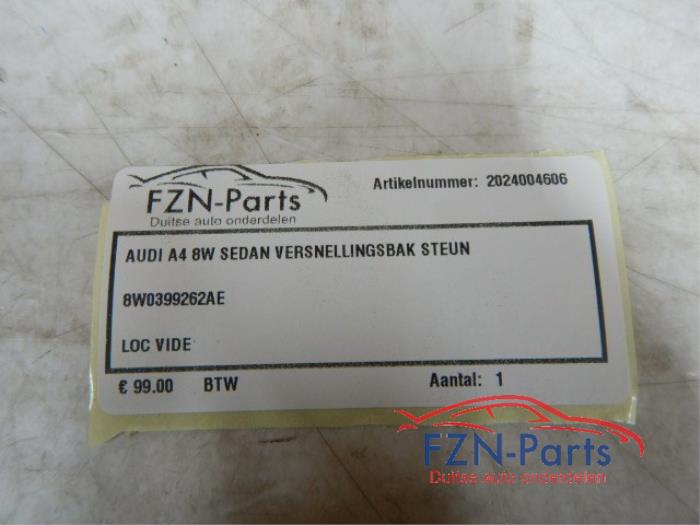 FZN-Parts
Duitse auto onderdelen
Artikelnummer: 2024004606
AUDI A4 8W SEDAN VERSNELLINGSBAK STEUN
8W0399262AE
LOC VIDE
€ 99.00 BTW Aantal: 1
FZN-Parts
Duitse auto onderdelen